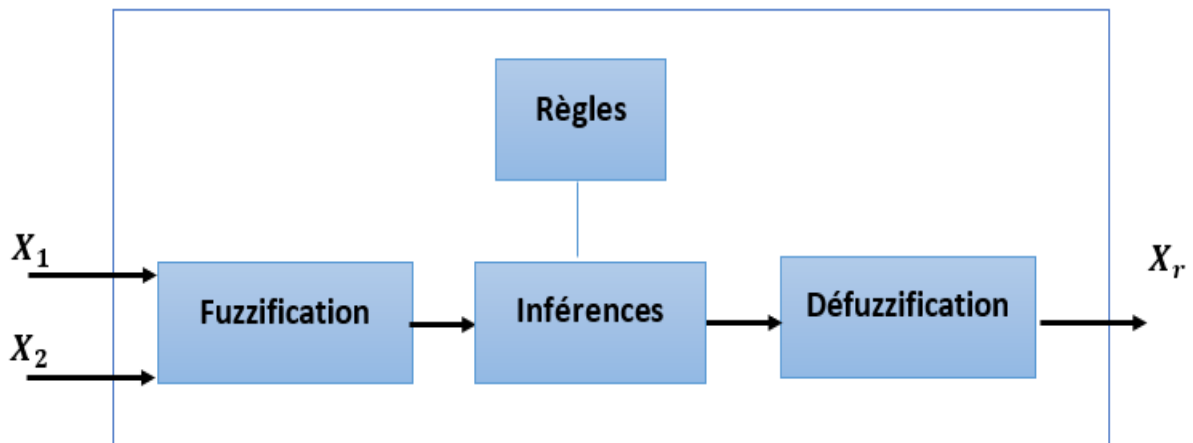 Règles
X₁
Fuzzification
Inférences
Défuzzification
Xᵣ
X₂